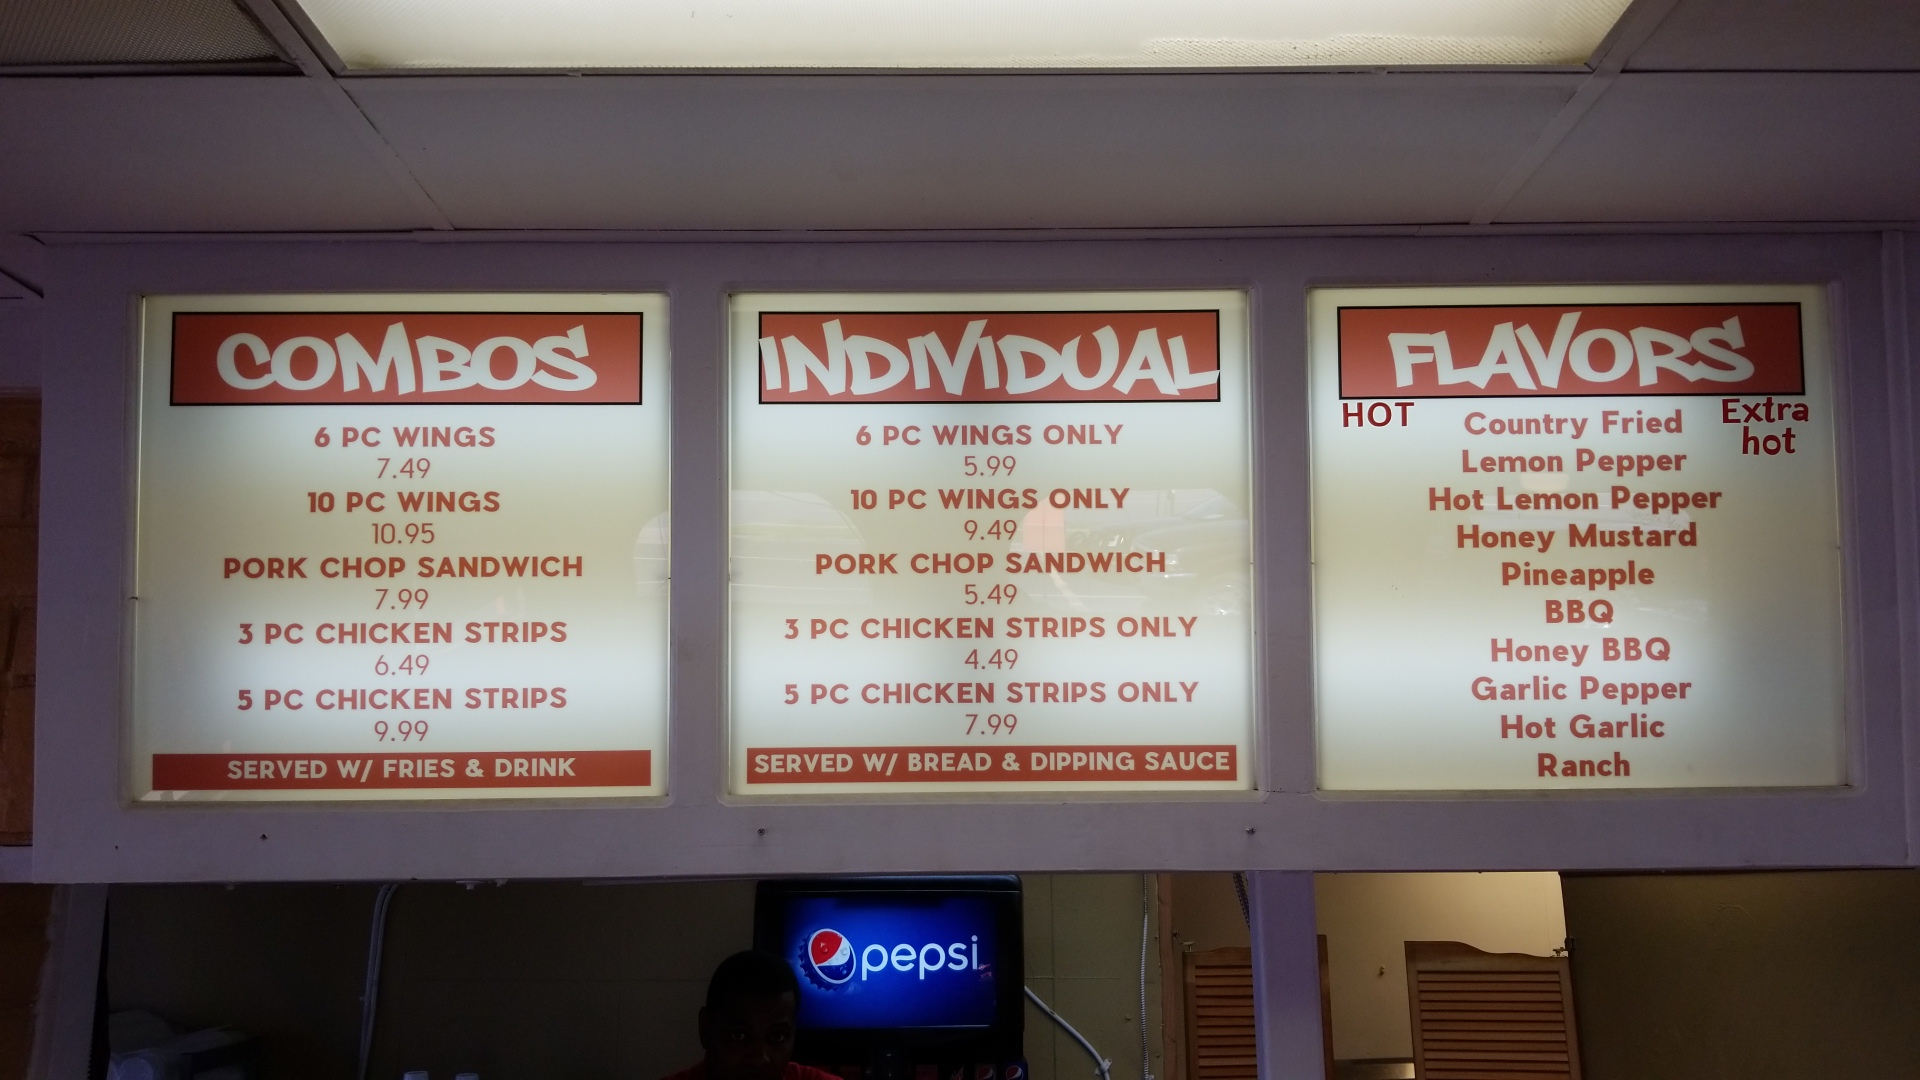 COMBOS
6 PC WINGS
7.49
10 PC WINGS
10.95
PORK CHOP SANDWICH
7.99
3 PC CHICKEN STRIPS
6.49
5 PC CHICKEN STRIPS
9.99
SERVED W/ FRIES & DRINK
INDIVIDUAL
6 PC WINGS ONLY
5.99
10 PC WINGS ONLY
9.49
PORK CHOP SANDWICH
5.49
3 PC CHICKEN STRIPS ONLY
4.49
5 PC CHICKEN STRIPS ONLY
7.99
SERVED W/ BREAD & DIPPING SAUCE
FLAVORS
HOT
Extra
hot
Country Fried
Lemon Pepper
Hot Lemon Pepper
Honey Mustard
Pineapple
BBQ
Honey BBQ
Garlic Pepper
Hot Garlic
Ranch
pepsi